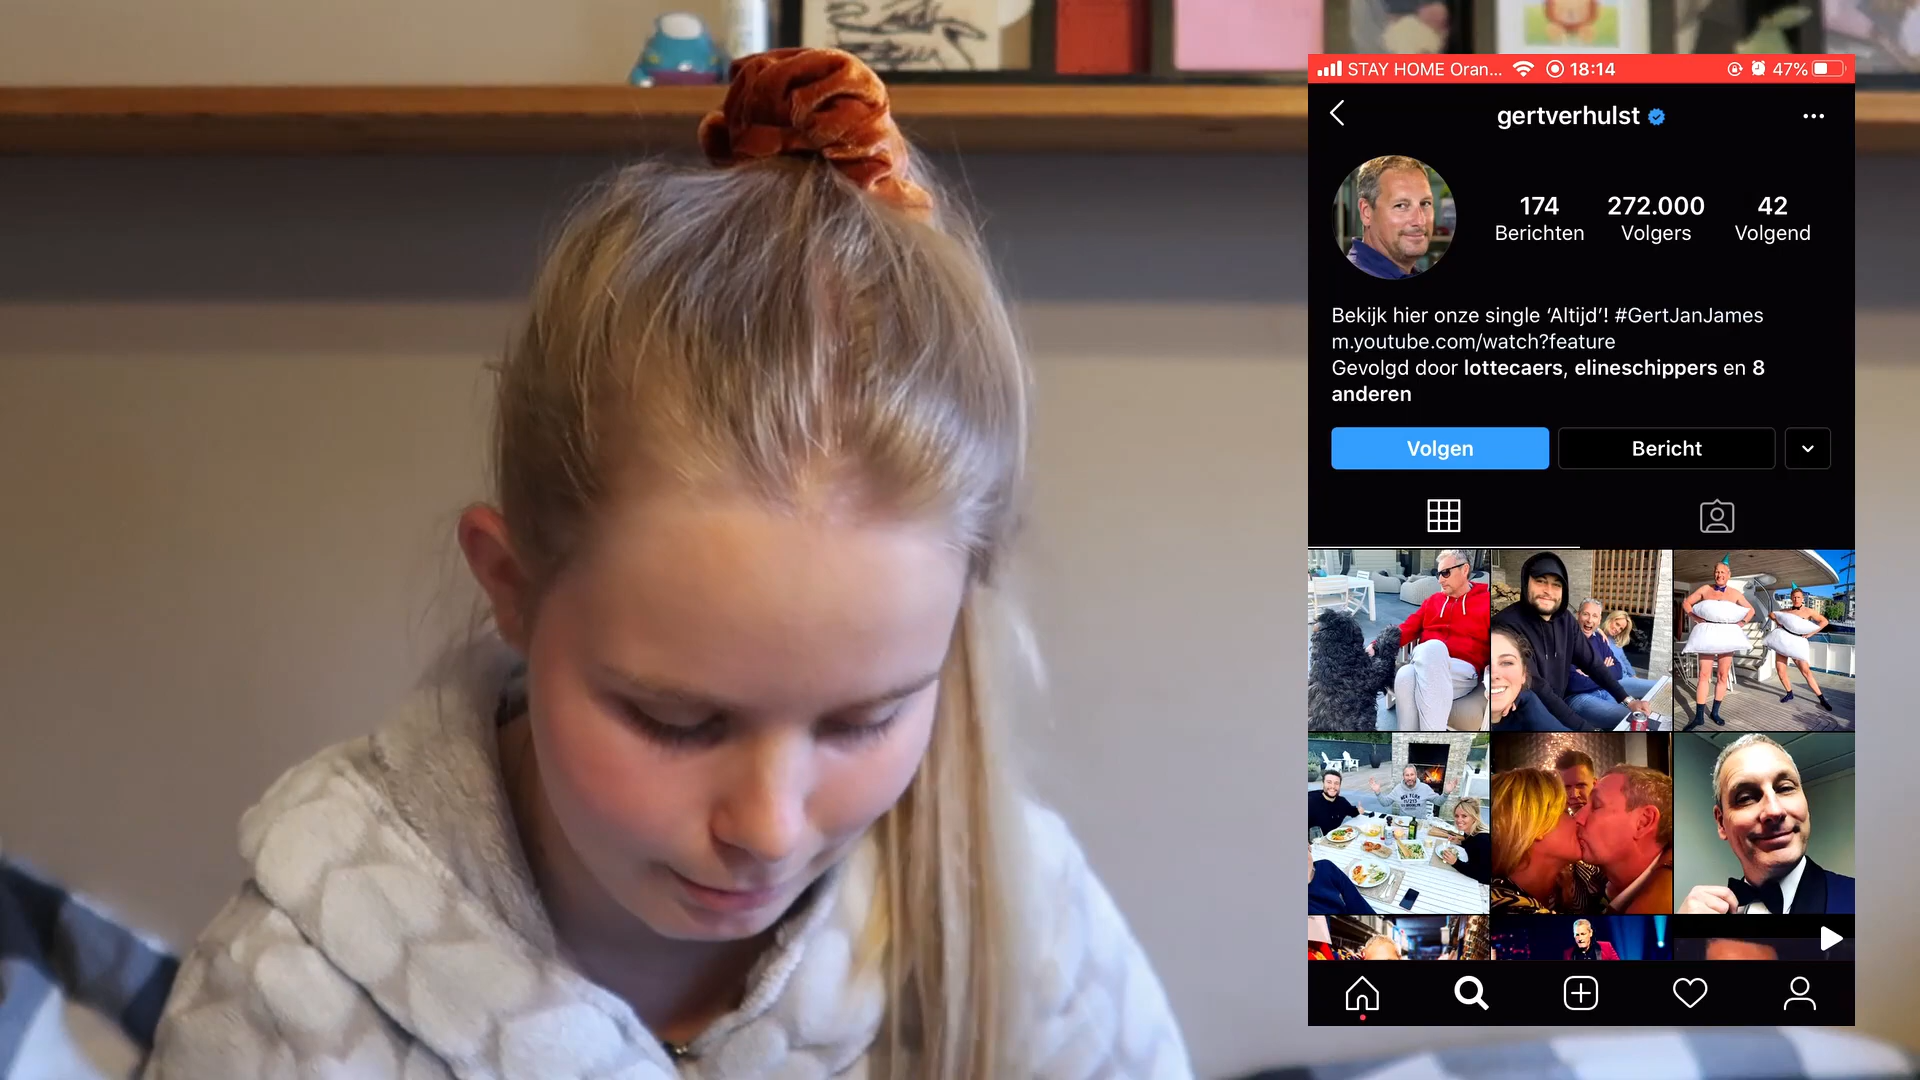 STAY HOME Oran... 18:14 47%
gertverhulst
174 272.000 42
Berichten Volgers Volgend
Bekijk hier onze single ‘Altijd’! #GertJanJames
m.youtube.com/watch?feature
Gevolgd door lottecaers, elineschippers en 8
anderen
Volgen Bericht